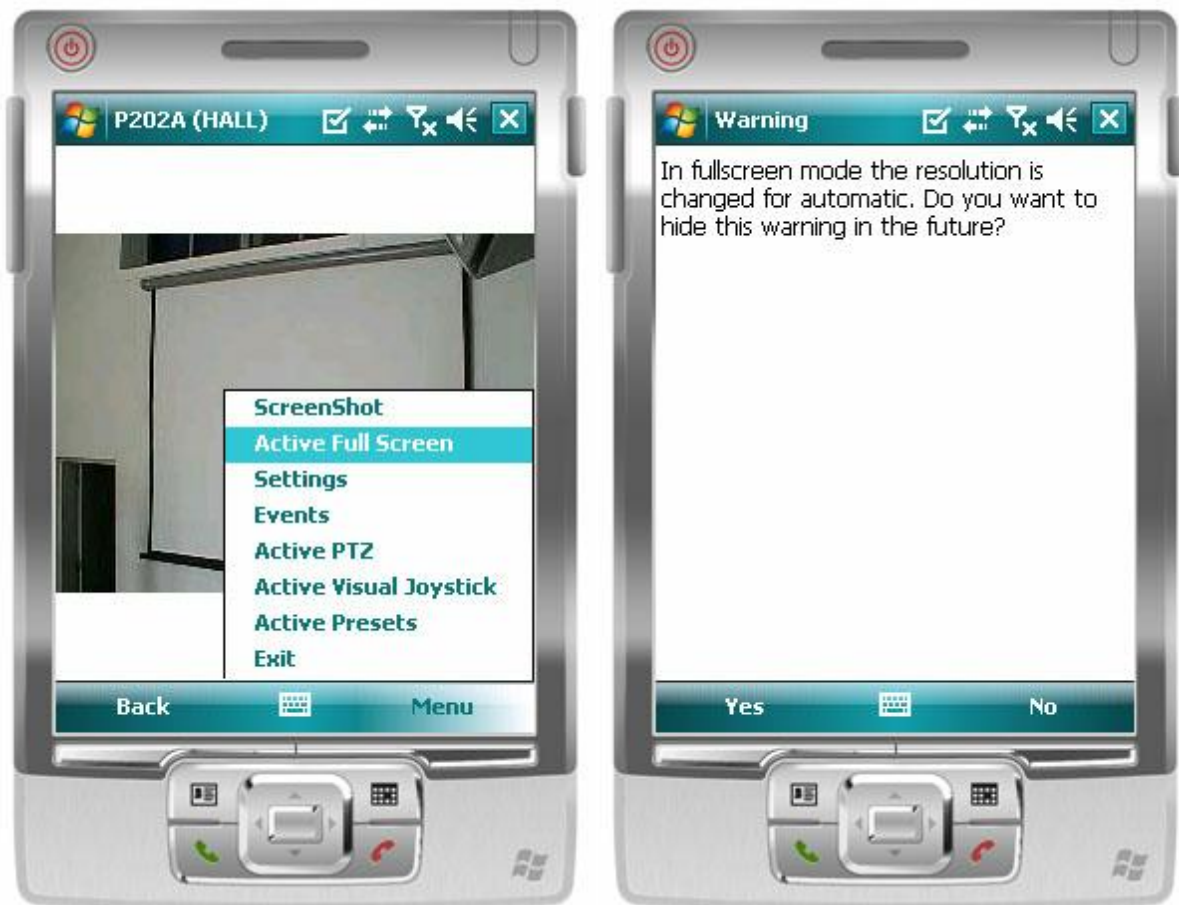 P202A (HALL)
ScreenShot
Active Full Screen
Settings
Events
Active PTZ
Active Visual Joystick
Active Presets
Exit
Back
Menu
Warning
In fullscreen mode the resolution is
changed for automatic. Do you want to
hide this warning in the future?
Yes
No